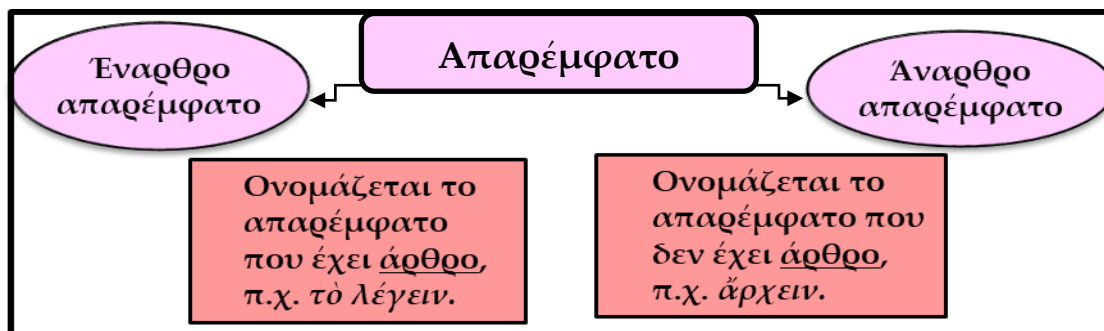 Απαρέμφατο
Έναρθρο
απαρέμφατο
Άναρθρο
απαρέμφατο
Ονομάζεται το
απαρέμφατο
που έχει άρθρο,
π.χ. τὸ λέγειν.
Ονομάζεται το
απαρέμφατο που
δεν έχει άρθρο,
π.χ. ἄρχειν.